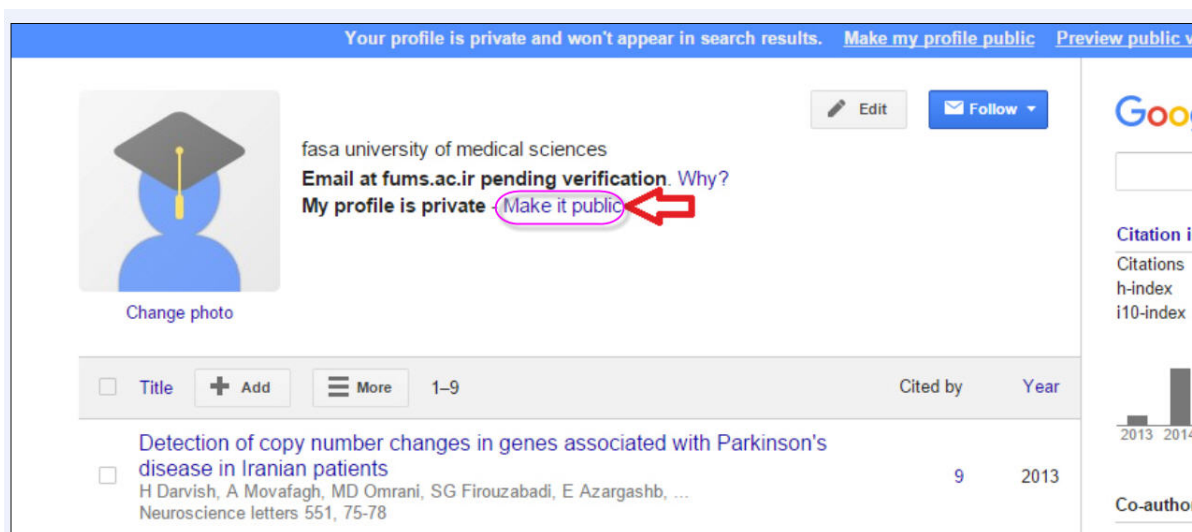 Your profile is private and won't appear in search results. Make my profile public Preview public v
Edit
Follow
fasa university of medical sciences
Email at fums.ac.ir pending verification. Why?
My profile is private - Make it public
Change photo
Title Add More 1–9 Cited by Year
Detection of copy number changes in genes associated with Parkinson's
disease in Iranian patients
H Darvish, A Movafagh, MD Omrani, SG Firouzabadi, E Azargashb, ...
Neuroscience letters 551, 75-78
9 2013
Goo
Citation i
Citations
h-index
i10-index
2013 2014
Co-autho